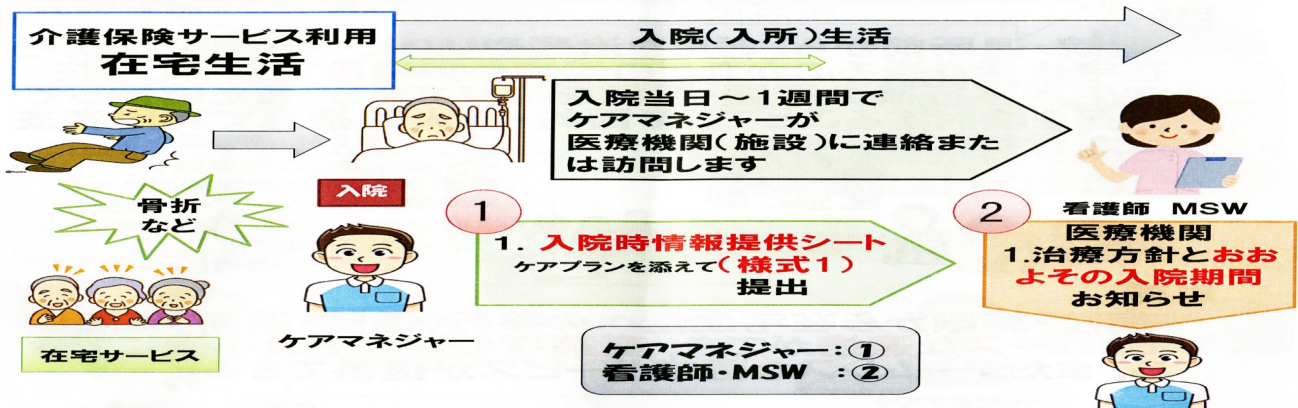 介護保険サービス利用
在宅生活
入院(入所)生活
入院当日～1週間で
ケアマネジャーが
医療機関(施設)に連絡また
は訪問します
骨折
など
入院
1
1. 入院時情報提供シート
ケアプランを添えて(様式1)
提出
2
看護師 MSW
医療機関
1.治療方針とおお
よその入院期間
お知らせ
在宅サービス
ケアマネジャー
ケアマネジャー:①
看護師・MSW :②